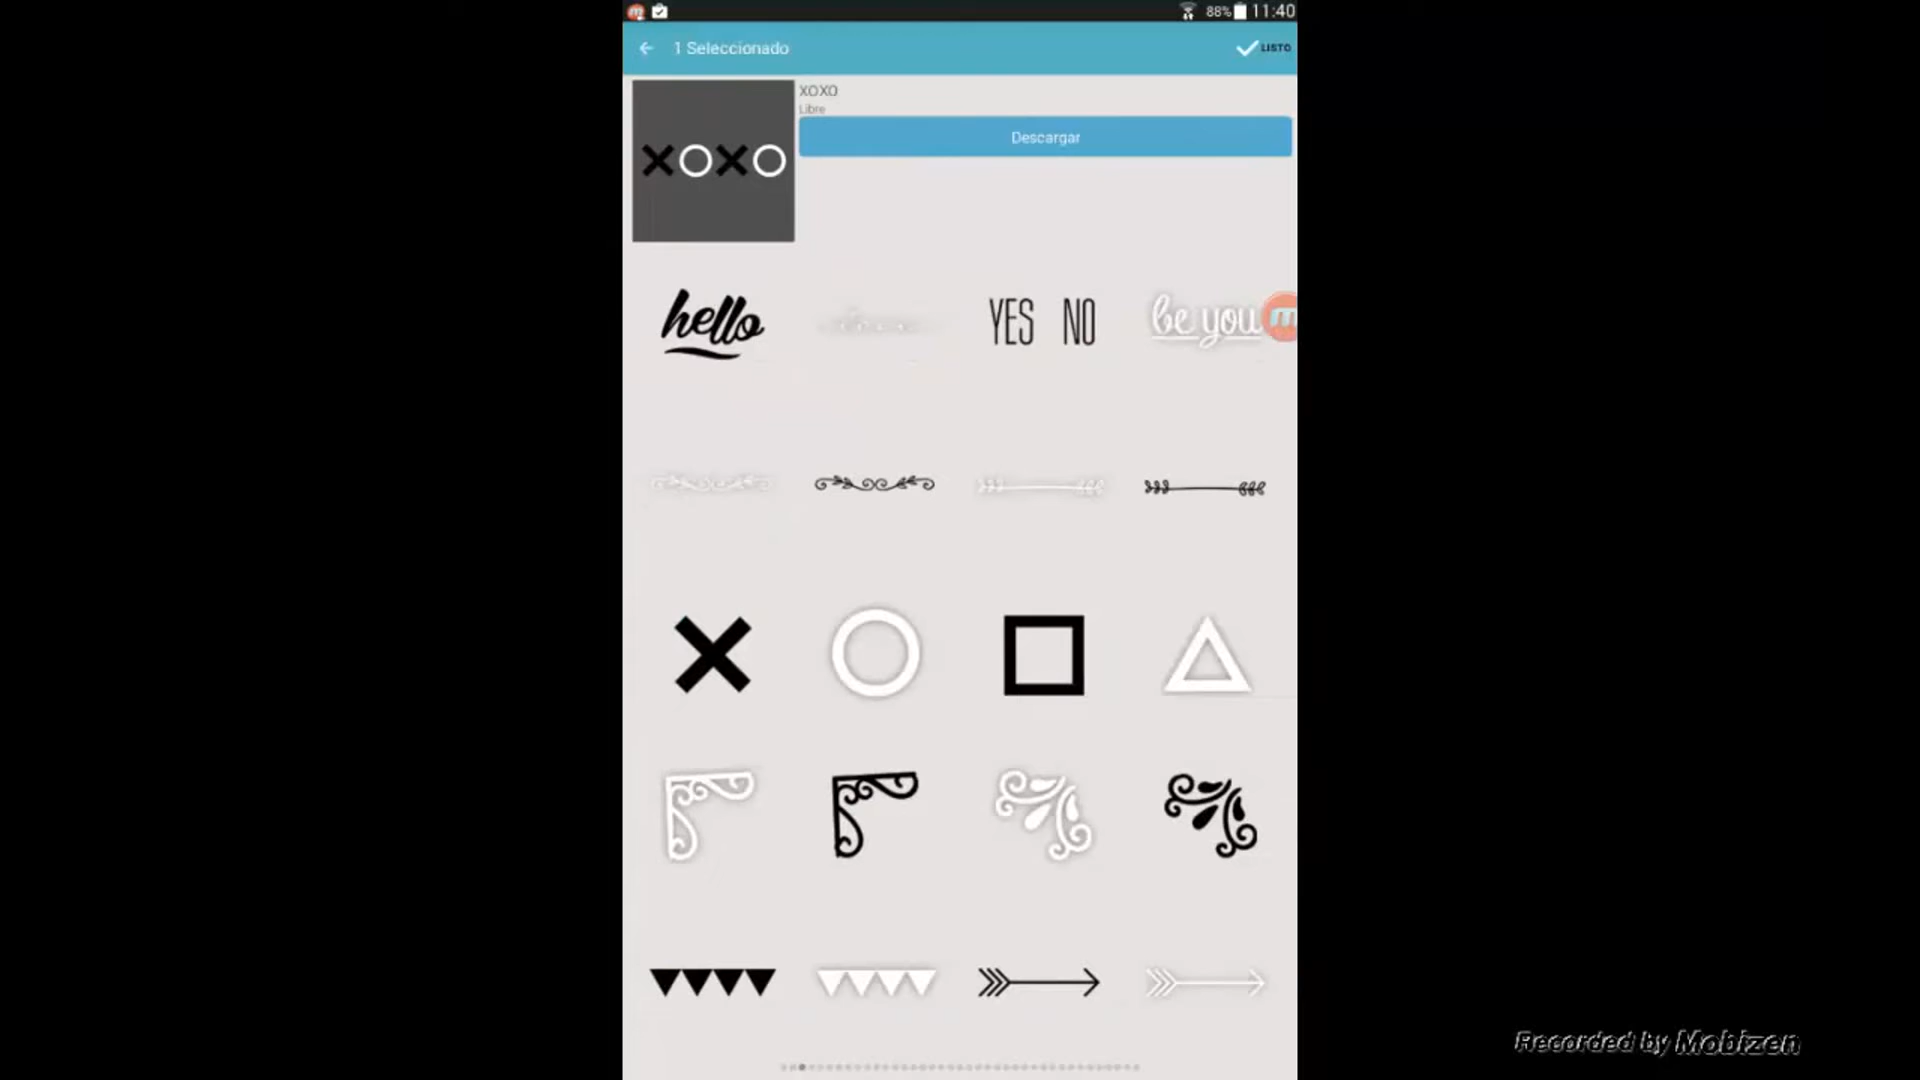 88% 11:40
1 Seleccionado
LISTO
XOXO
Libre
Descargar
XOXO
hello
YES NO
be you
Recorded by Mobizen